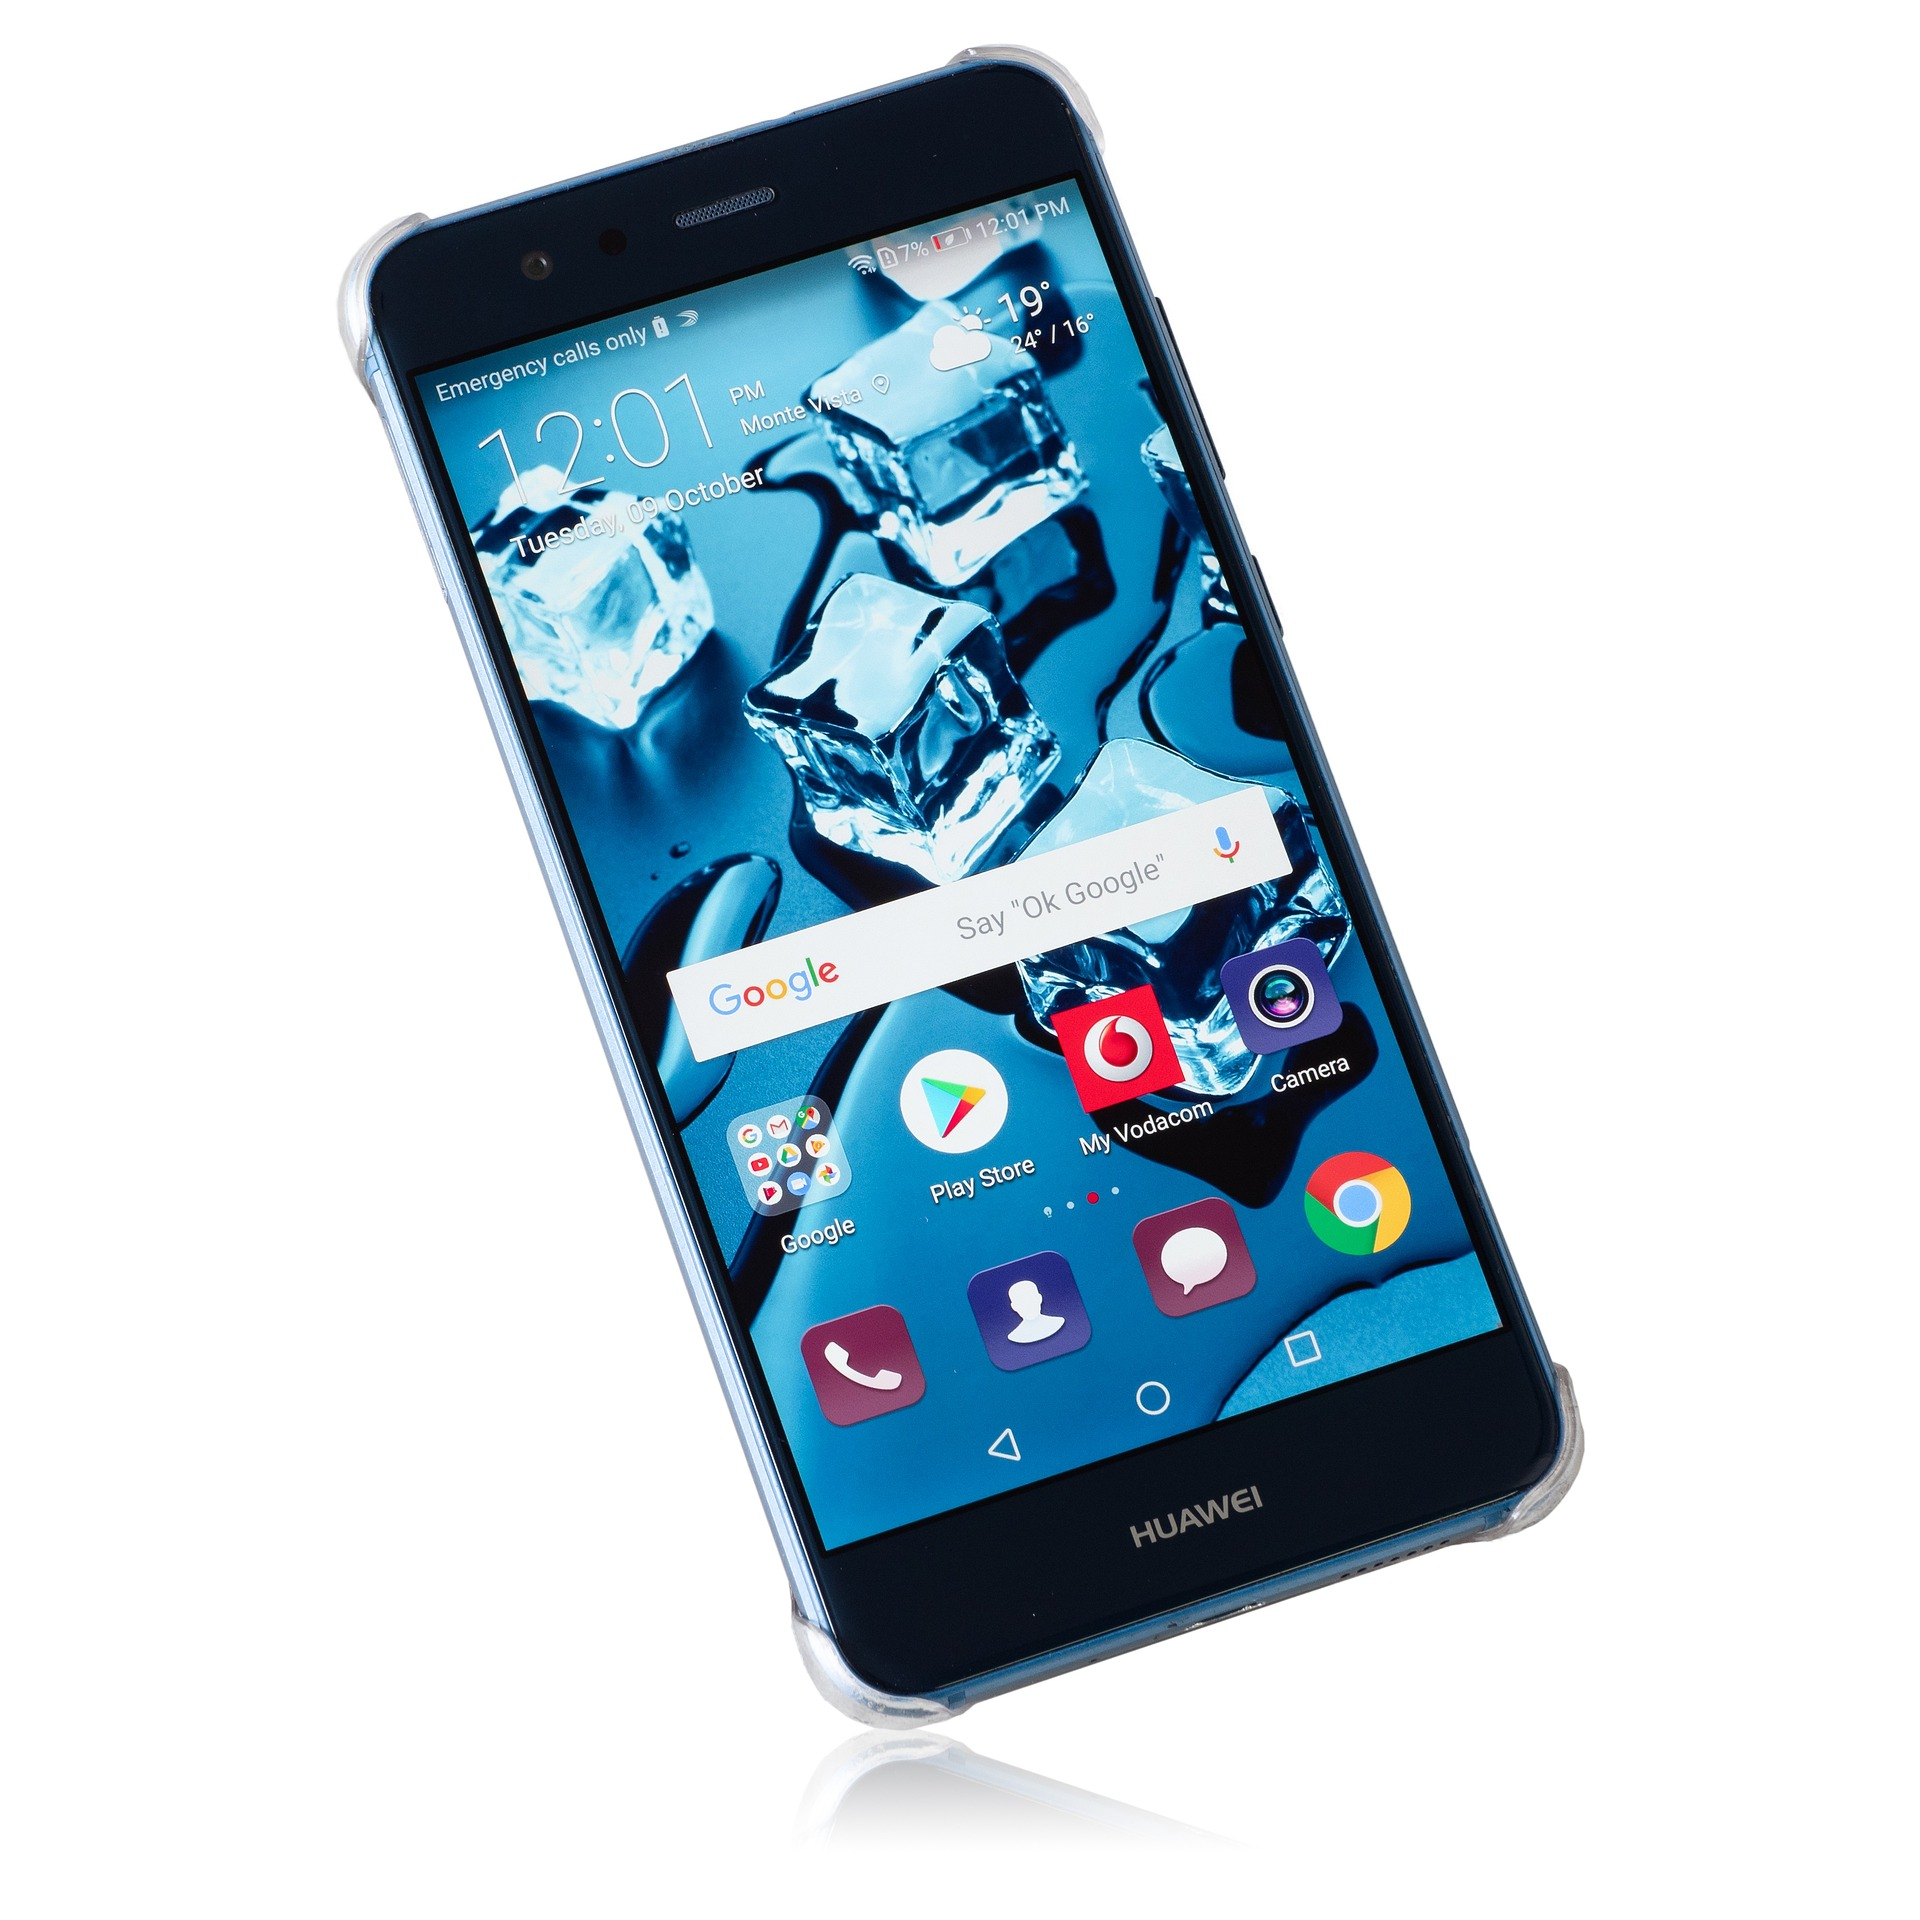 Emergency calls only
7% 12:01 PM
12:01 PM
Monte Vista
Tuesday, 09 October
19°
24° / 16°
Google Say "Ok Google"
Google
Play Store
My Vodacom
Camera
HUAWEI